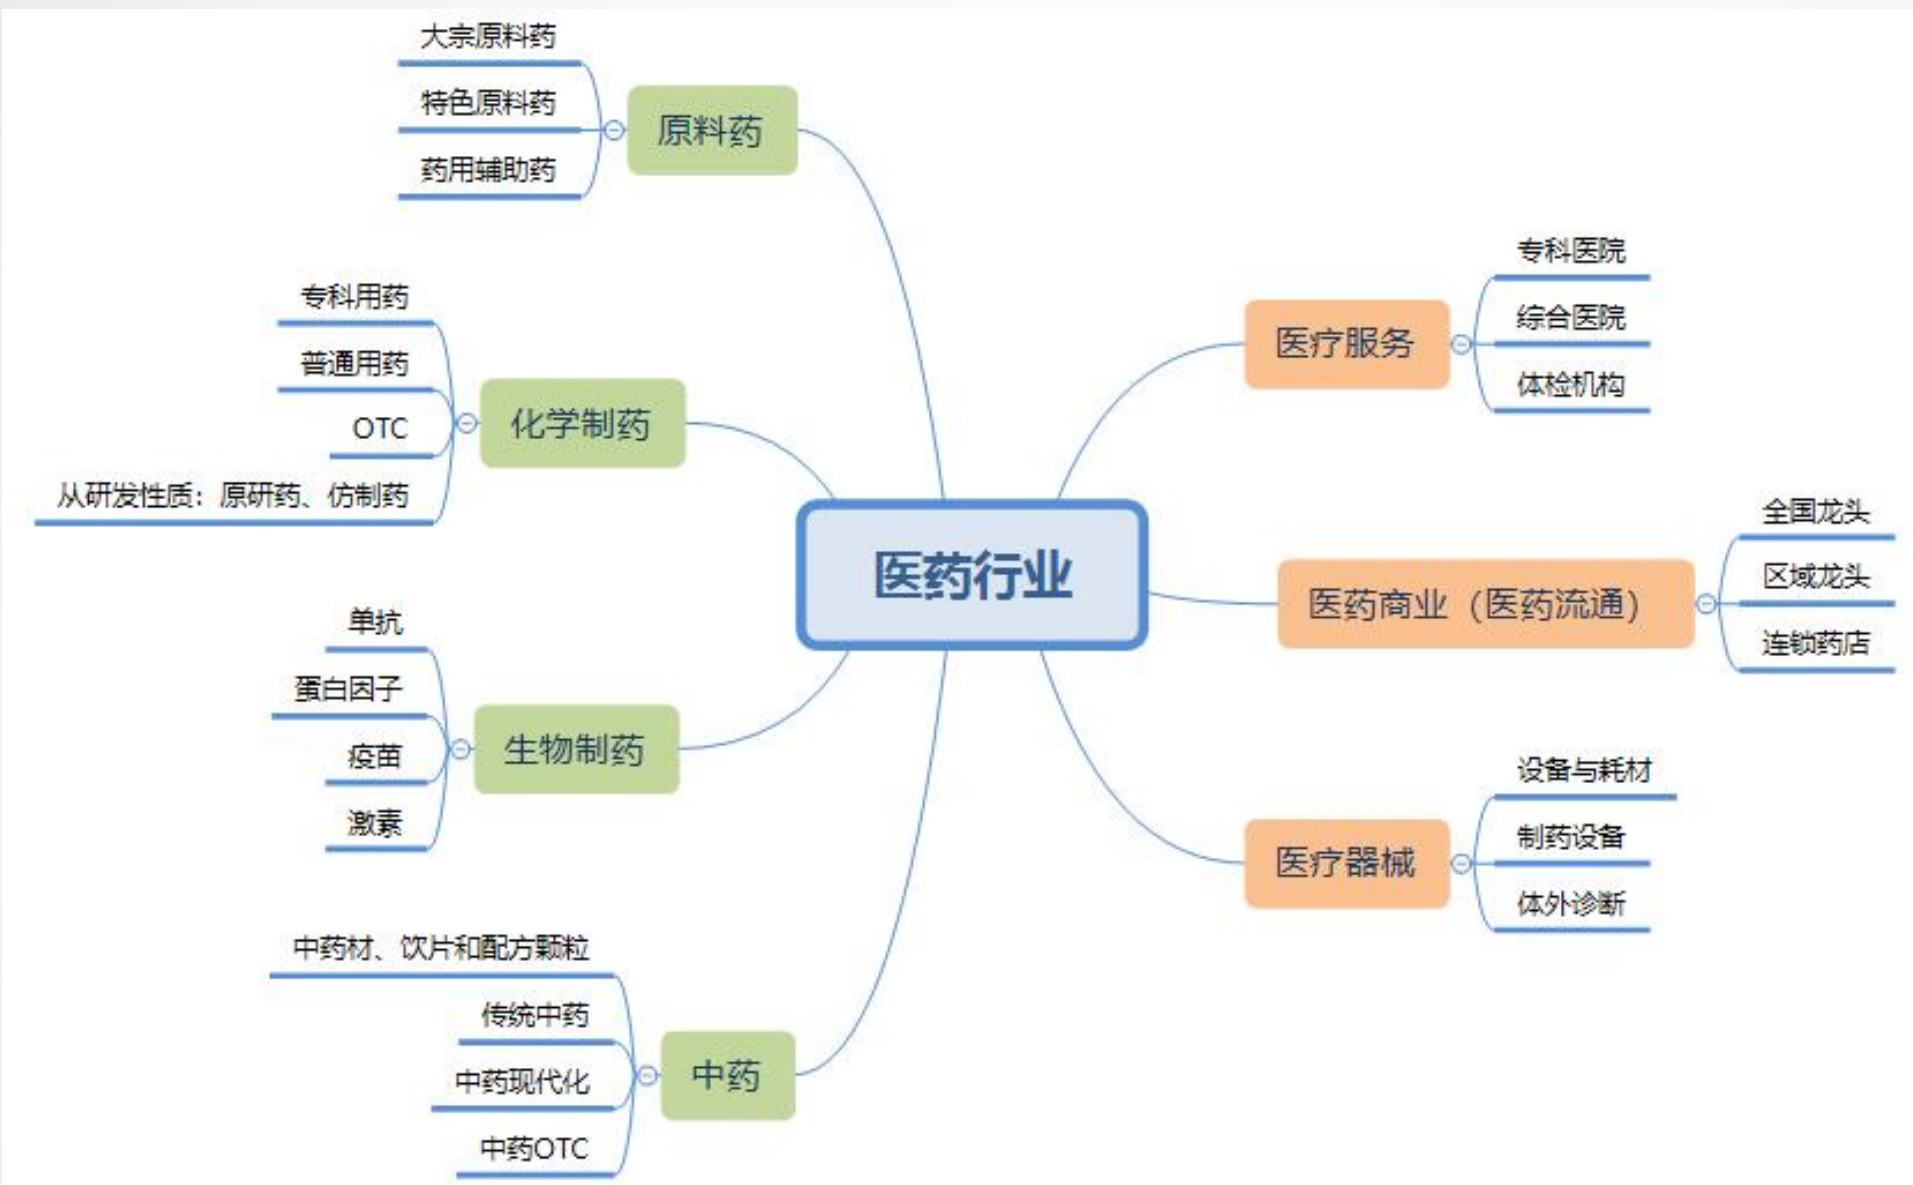 大宗原料药
特色原料药
药用辅助药
原料药
专科用药
普通用药
OTC
从研发性质：原研药、仿制药
化学制药
单抗
蛋白因子
疫苗
激素
生物制药
中药材、饮片和配方颗粒
传统中药
中药现代化
中药OTC
中药
医药行业
医疗服务
专科医院
综合医院
体检机构
医药商业（医药流通）
全国龙头
区域龙头
连锁药店
医疗器械
设备与耗材
制药设备
体外诊断